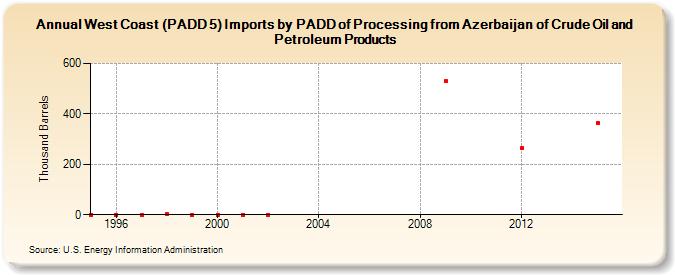 Annual West Coast (PADD 5) Imports by PADD of Processing from Azerbaijan of Crude Oil and
Petroleum Products
Thousand Barrels
600
400
200
0
1996
2000
2004
2008
2012
Source: U.S. Energy Information Administration